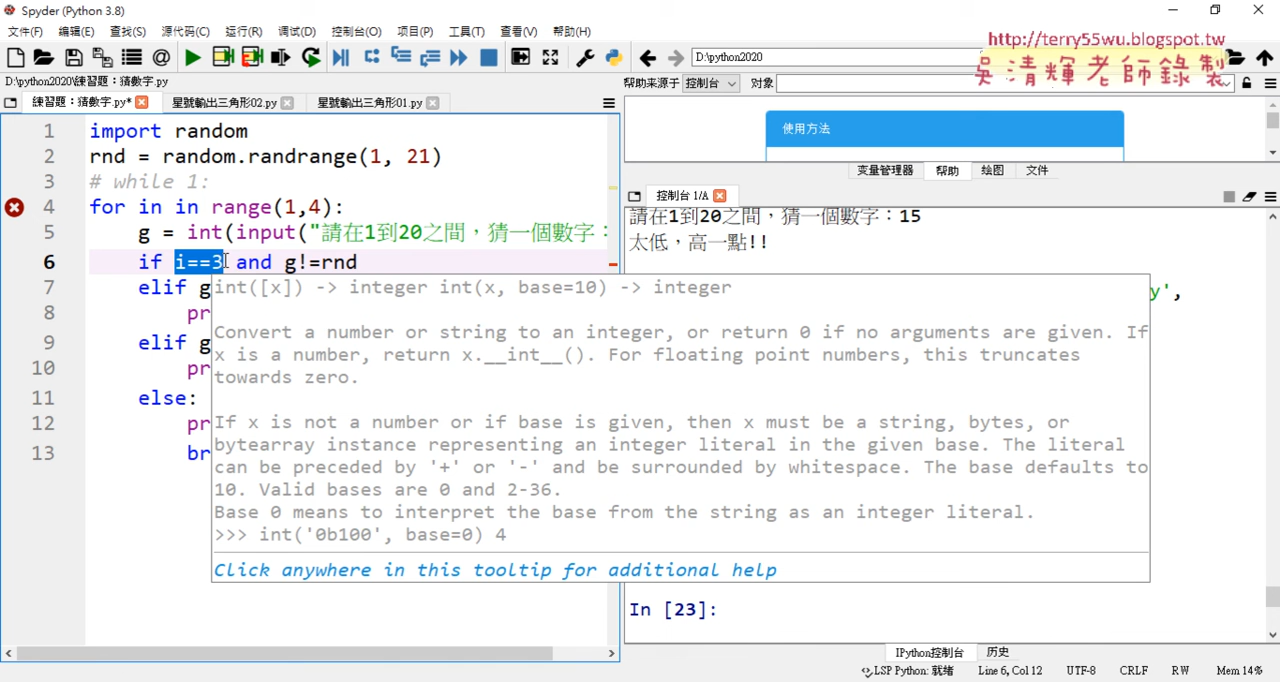 Spyder (Python 3.8)
文件(F) 编辑(E) 查找(S) 源代码(C) 运行(R) 调试(D) 控制台(O) 项目(P) 工具(T) 查看(V) 帮助(H)
http://terry55wu.blogspot.tw
吳清輝老師錄製
D:\python2020
D:\python2020\練習題：猜數字.py
帮助来源于 控制台 对象
練習題：猜數字.py* 星號輸出三角形02.py 星號輸出三角形01.py
使用方法
变量管理器 帮助 绘图 文件
控制台 1/A
1 import random
2 rnd = random.randrange(1, 21)
3 # while 1:
4 for in in range(1,4):
5 g = int(input("請在1到20之間，猜一個數字：
6 if i==3 and g!=rnd
7 elif g
8 pr
9 elif g
10 pr
11 else:
12 pr
13 br
請在1到20之間，猜一個數字：15
太低，高一點!!
y',
int([x]) -> integer int(x, base=10) -> integer
Convert a number or string to an integer, or return 0 if no arguments are given. If
x is a number, return x.__int__(). For floating point numbers, this truncates
towards zero.
If x is not a number or if base is given, then x must be a string, bytes, or
bytearray instance representing an integer literal in the given base. The literal
can be preceded by '+' or '-' and be surrounded by whitespace. The base defaults to
10. Valid bases are 0 and 2-36.
Base 0 means to interpret the base from the string as an integer literal.
>>> int('0b100', base=0) 4
Click anywhere in this tooltip for additional help
In [23]:
IPython控制台 历史
LSP Python: 就绪 Line 6, Col 12 UTF-8 CRLF RW Mem 14%